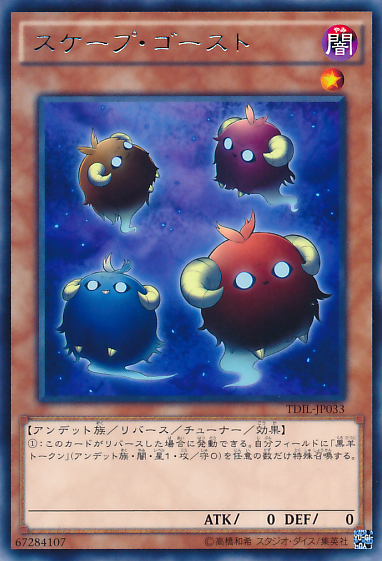 スケープ・ゴースト
闇
TDIL-JP033
【アンデット族／リバース／チューナー／効果】
①:このカードがリバースした場合に発動できる。自分フィールドに「黒羊
トークン」(アンデット族・闇・星1・攻/守0)を任意の数だけ特殊召喚する。
ATK/ 0 DEF/ 0
67284107
©高橋和希 スタジオ・ダイス/集英社